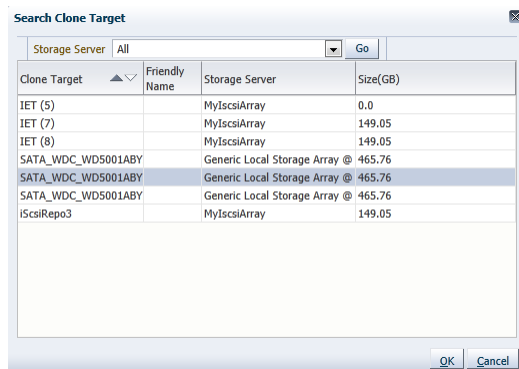 Search Clone Target
Storage Server All Go
Clone Target Friendly Name Storage Server Size(GB)
IET (5) MyIscsiArray 0.0
IET (7) MyIscsiArray 149.05
IET (8) MyIscsiArray 149.05
SATA_WDC_WD5001ABY Generic Local Storage Array @ 465.76
SATA_WDC_WD5001ABY Generic Local Storage Array @ 465.76
SATA_WDC_WD5001ABY Generic Local Storage Array @ 465.76
iScsiRepo3 MyIscsiArray 149.05
OK Cancel